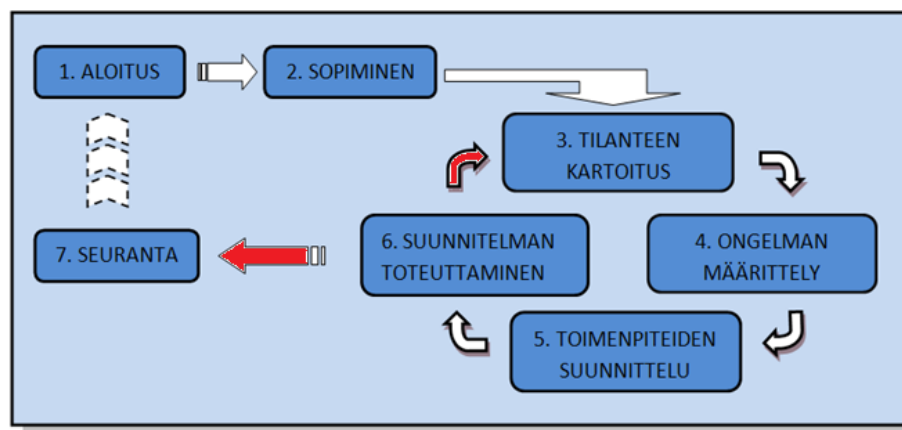 1. ALOITUS
2. SOPIMINEN
3. TILANTEEN
KARTOITUS
4. ONGELMAN
MÄÄRITTELY
5. TOIMENPITEIDEN
SUUNNITTELU
6. SUUNNITELMAN
TOTEUTTAMINEN
7. SEURANTA